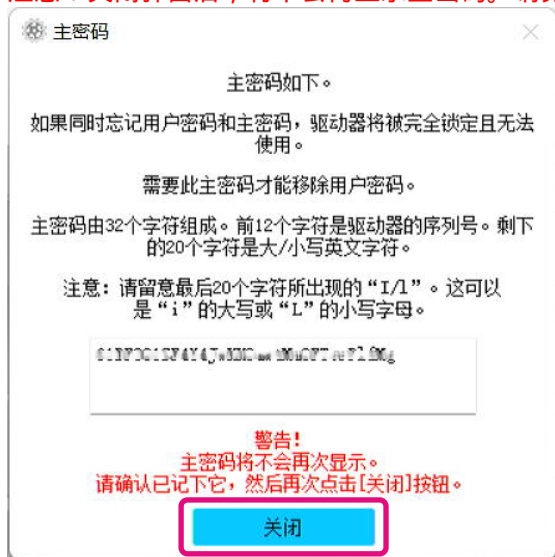 主密码
主密码如下。
如果同时忘记用户密码和主密码，驱动器将被完全锁定且无法
使用。
需要此主密码才能移除用户密码。
主密码由32个字符组成。前12个字符是驱动器的序列号。剩下
的20个字符是大/小写英文字符。
注意：请留意最后20个字符所出现的“I/l”。这可以
是“i”的大写或“L”的小写字母。
警告!
主密码将不会再次显示。
请确认已记下它，然后再次点击[关闭]按钮。
关闭